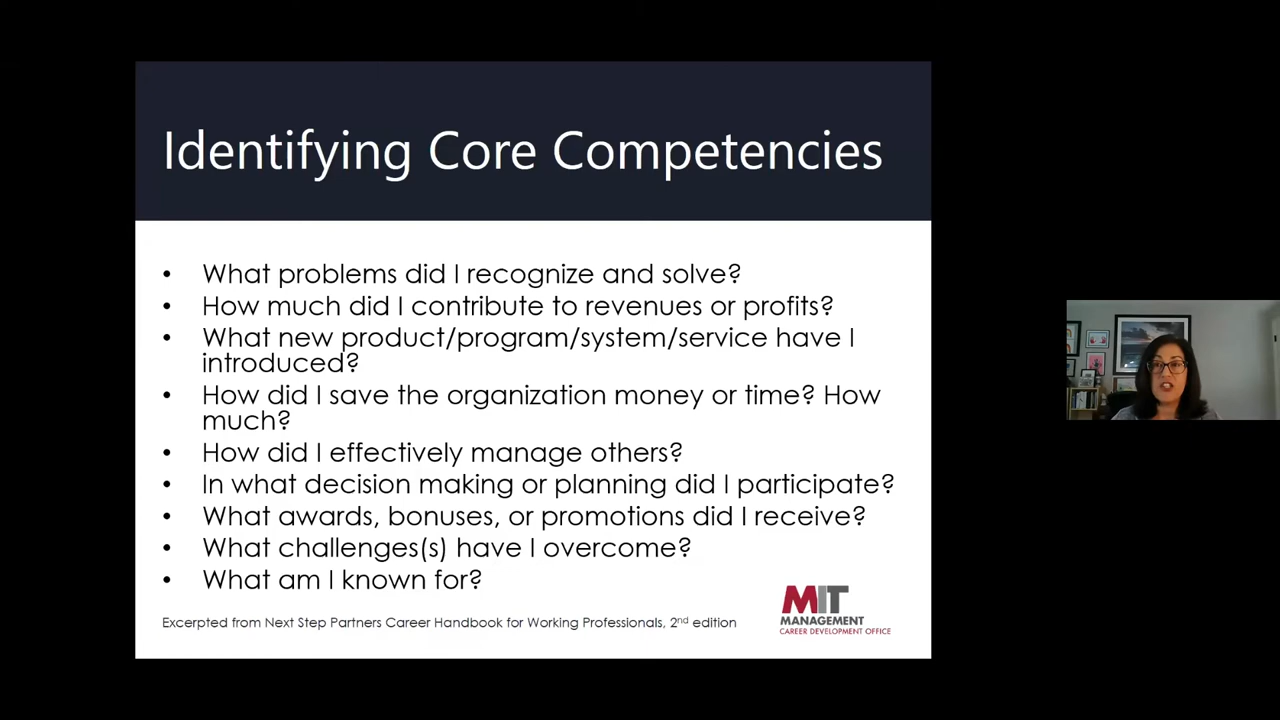 Identifying Core Competencies
• What problems did I recognize and solve?
• How much did I contribute to revenues or profits?
• What new product/program/system/service have I
introduced?
• How did I save the organization money or time? How
much?
• How did I effectively manage others?
• In what decision making or planning did I participate?
• What awards, bonuses, or promotions did I receive?
• What challenges(s) have I overcome?
• What am I known for?
Excerpted from Next Step Partners Career Handbook for Working Professionals, 2nd edition
MIT
MANAGEMENT
CAREER DEVELOPMENT OFFICE